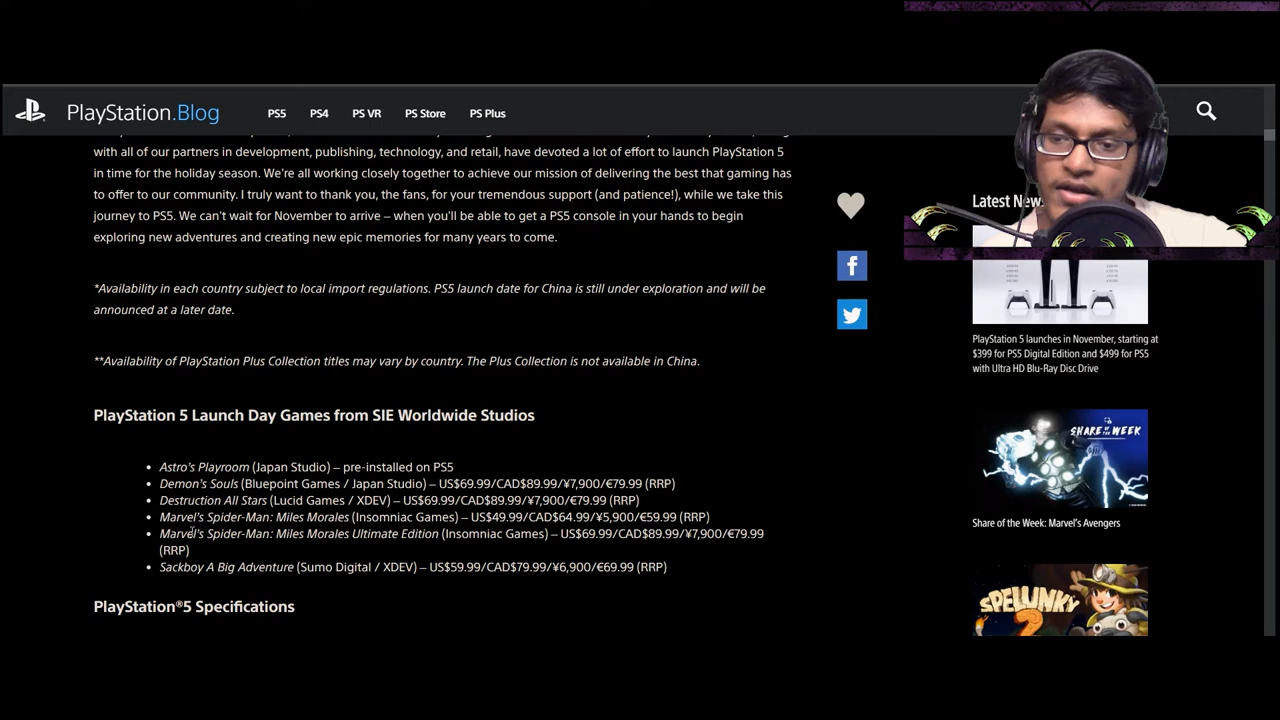 PlayStation.Blog
PS5
PS4
PS VR
PS Store
PS Plus
with all of our partners in development, publishing, technology, and retail, have devoted a lot of effort to launch PlayStation 5
in time for the holiday season. We're all working closely together to achieve our mission of delivering the best that gaming has
to offer to our community. I truly want to thank you, the fans, for your tremendous support (and patience!), while we take this
journey to PS5. We can't wait for November to arrive – when you'll be able to get a PS5 console in your hands to begin
exploring new adventures and creating new epic memories for many years to come.
*Availability in each country subject to local import regulations. PS5 launch date for China is still under exploration and will be
announced at a later date.
**Availability of PlayStation Plus Collection titles may vary by country. The Plus Collection is not available in China.
PlayStation 5 Launch Day Games from SIE Worldwide Studios
• Astro's Playroom (Japan Studio) – pre-installed on PS5
• Demon's Souls (Bluepoint Games / Japan Studio) – US$69.99/CAD$89.99/¥7,900/€79.99 (RRP)
• Destruction All Stars (Lucid Games / XDEV) – US$69.99/CAD$89.99/¥7,900/€79.99 (RRP)
• Marvel's Spider-Man: Miles Morales (Insomniac Games) – US$49.99/CAD$64.99/¥5,900/€59.99 (RRP)
• Marvel's Spider-Man: Miles Morales Ultimate Edition (Insomniac Games) – US$69.99/CAD$89.99/¥7,900/€79.99
(RRP)
• Sackboy A Big Adventure (Sumo Digital / XDEV) – US$59.99/CAD$79.99/¥6,900/€69.99 (RRP)
PlayStation®5 Specifications
Latest New
PlayStation 5 launches in November, starting at
$399 for PS5 Digital Edition and $499 for PS5
with Ultra HD Blu-Ray Disc Drive
SHARE OF
THE WEEK
Share of the Week: Marvel's Avengers
SPELUNKY
2